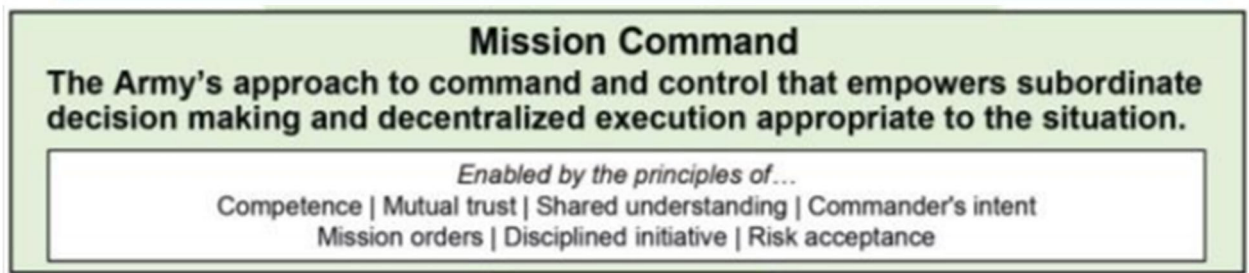 Mission Command
The Army's approach to command and control that empowers subordinate
decision making and decentralized execution appropriate to the situation.
Enabled by the principles of…
Competence | Mutual trust | Shared understanding | Commander's intent
Mission orders | Disciplined initiative | Risk acceptance